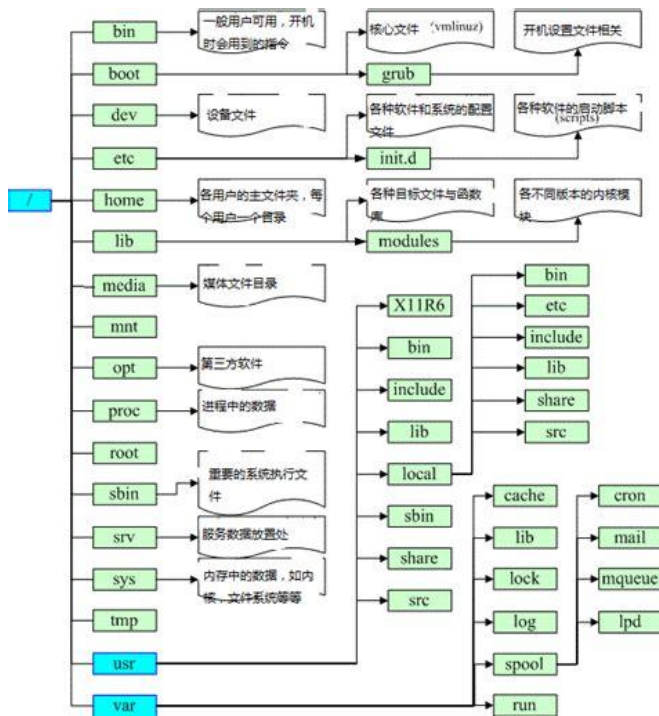 bin
一般用户可用，开机
时会用到的指令
核心文件 (vmlinuz)
开机设置文件相关
boot
grub
dev
设备文件
各种软件和系统的配置
文件
各种软件的启动脚本
(scripts)
etc
init.d
/
home
各用户的主文件夹，每
个用户一个目录
各种目标文件与函数
库
各不同版本的内核模
块
lib
modules
media
媒体文件目录
mnt
opt
第三方软件
proc
进程中的数据
root
sbin
重要的系统执行文
件
srv
服务数据放置处
sys
内存中的数据，如内
核，文件系统等等
tmp
usr
var
X11R6
bin
include
lib
local
sbin
share
src
bin
etc
include
lib
share
src
cache
lib
lock
log
spool
run
cron
mail
mqueue
lpd